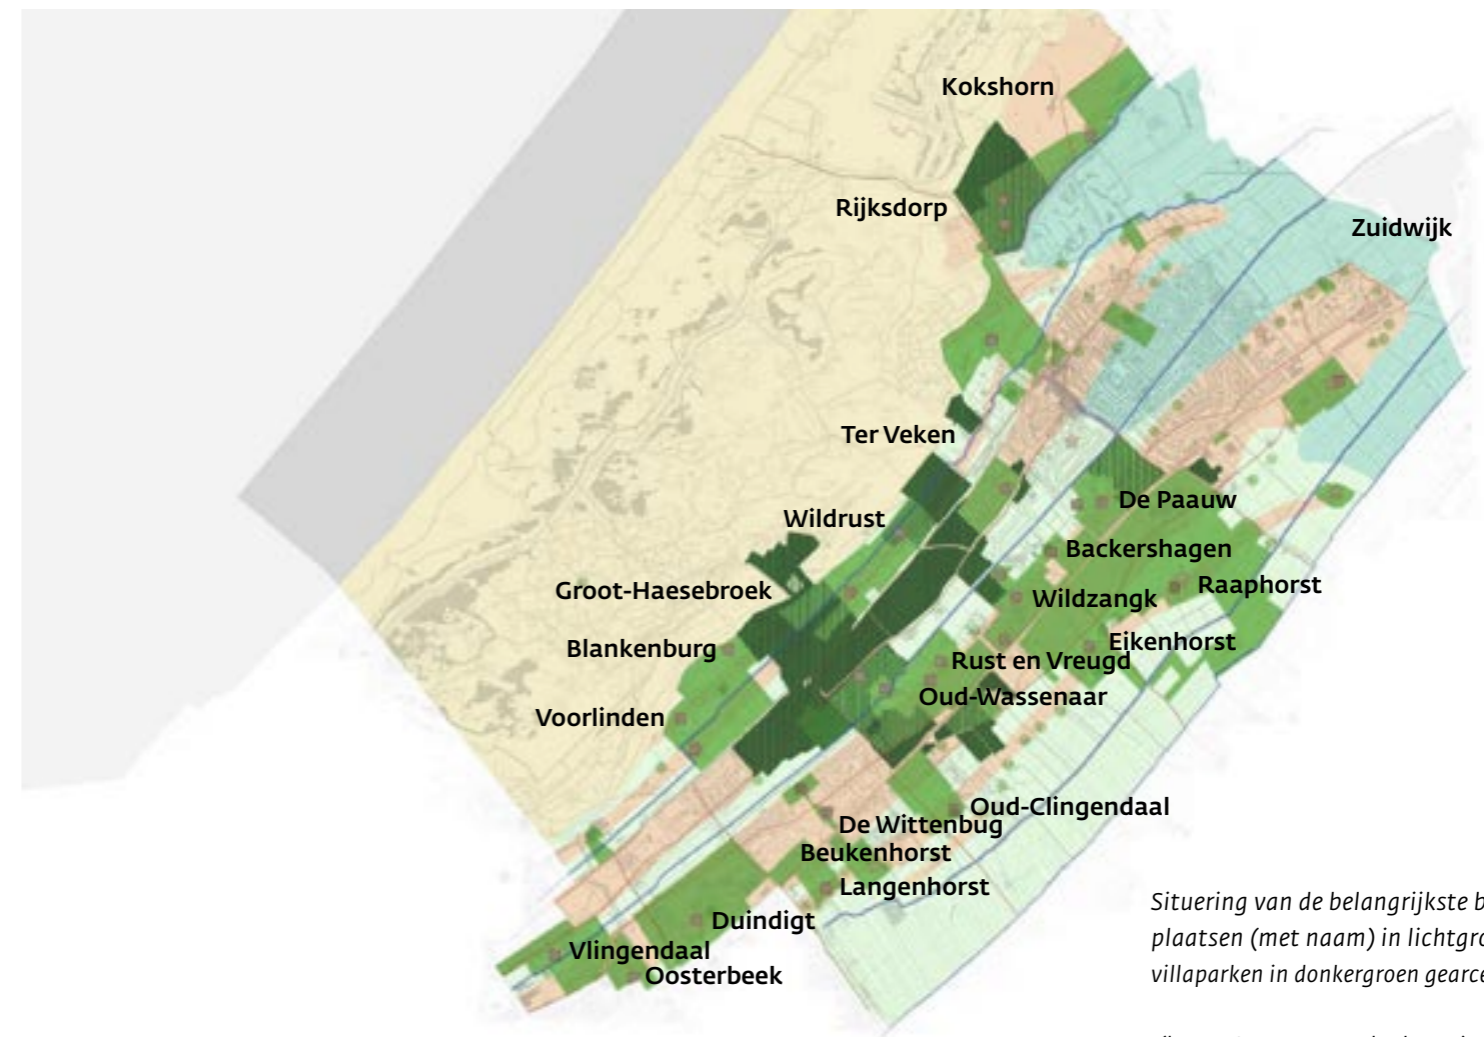 Kokshorn
Rijksdorp
Zuidwijk
Ter Veken
De Paauw
Wildrust
Backershagen
Groot-Haesebroek
Raaphorst
Wildzangk
Blankenburg
Eikenhorst
Rust en Vreugd
Oud-Wassenaar
Voorlinden
Oud-Clingendaal
De Wittenbug
Beukenhorst
Langenhorst
Duindigt
Vlingendaal
Oosterbeek
Situering van de belangrijkste b
plaatsen (met naam) in lichtgro
villaparken in donkergroen gearce